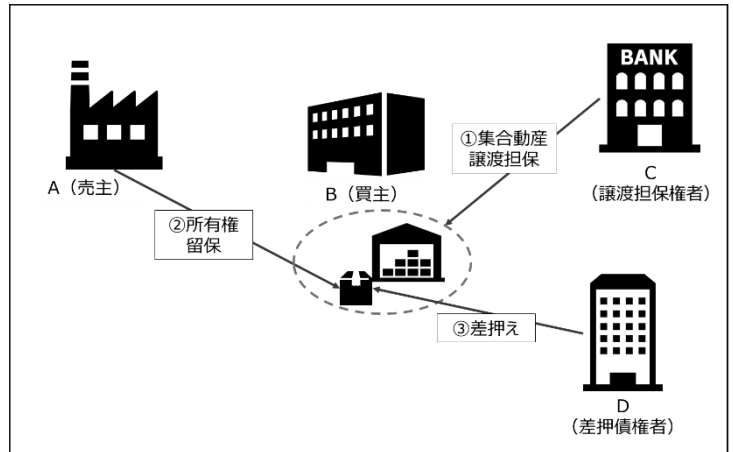 BANK
①集合動産
譲渡担保
A（売主）
B（買主）
C
（譲渡担保権者）
②所有権
留保
③差押え
D
（差押債権者）